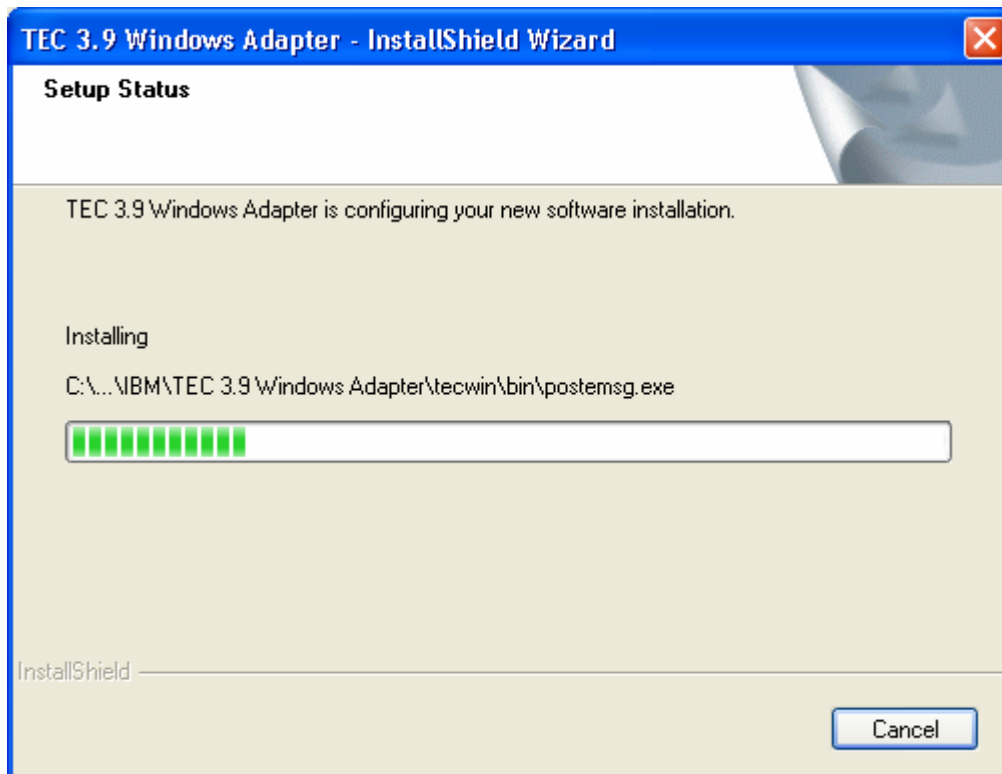 TEC 3.9 Windows Adapter - InstallShield Wizard
Setup Status
TEC 3.9 Windows Adapter is configuring your new software installation.
Installing
C:\...\IBM\TEC 3.9 Windows Adapter\tecwin\bin\postemsg.exe
InstallShield
Cancel